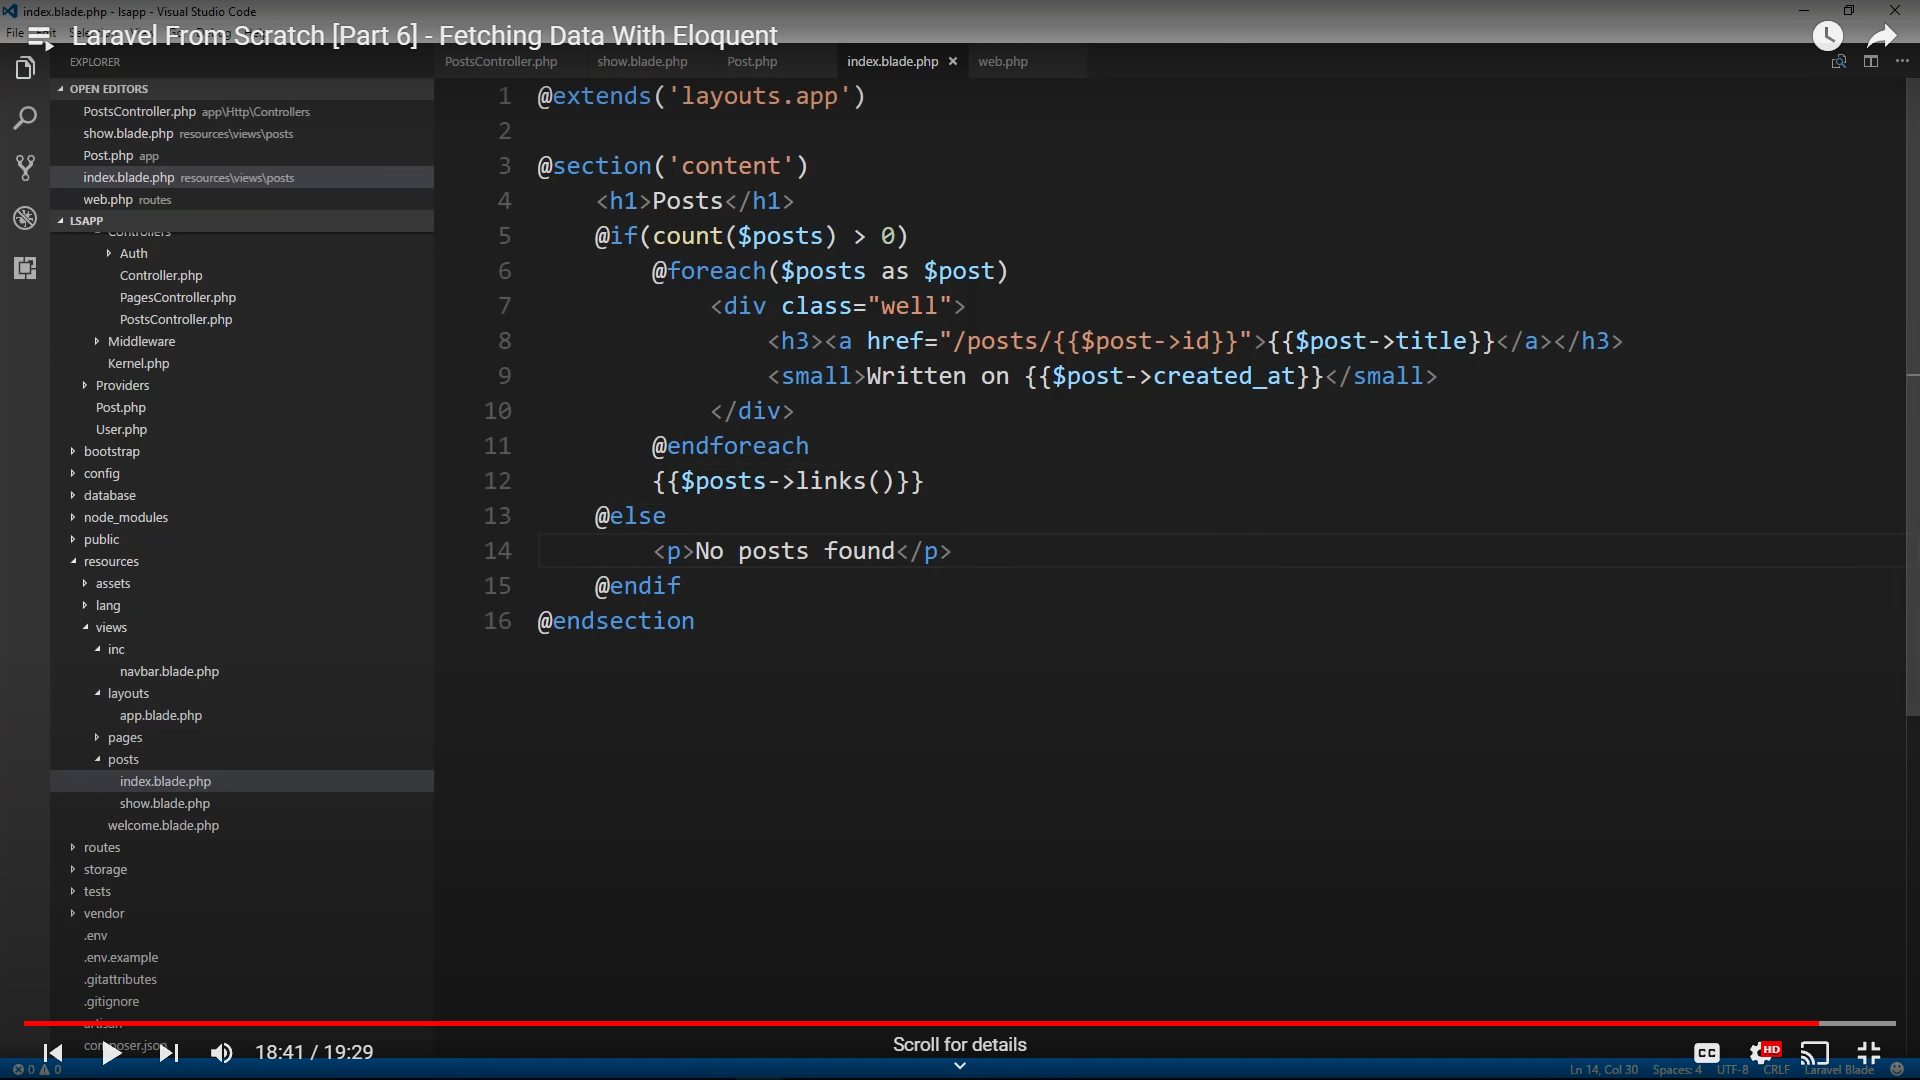 index.blade.php - lsapp - Visual Studio Code
Laravel From Scratch [Part 6] - Fetching Data With Eloquent
EXPLORER
OPEN EDITORS
PostsController.php app\Http\Controllers
show.blade.php resources\views\posts
Post.php app
index.blade.php resources\views\posts
web.php routes
LSAPP
Controllers
Auth
Controller.php
PagesController.php
PostsController.php
Middleware
Kernel.php
Providers
Post.php
User.php
bootstrap
config
database
node_modules
public
resources
assets
lang
views
inc
navbar.blade.php
layouts
app.blade.php
pages
posts
index.blade.php
show.blade.php
welcome.blade.php
routes
storage
tests
vendor
.env
.env.example
.gitattributes
.gitignore
artisan
composer.json
PostsController.php show.blade.php Post.php index.blade.php × web.php
1 @extends('layouts.app')
2
3 @section('content')
4 <h1>Posts</h1>
5 @if(count($posts) > 0)
6 @foreach($posts as $post)
7 <div class="well">
8 <h3><a href="/posts/{{$post->id}}">{{$post->title}}</a></h3>
9 <small>Written on {{$post->created_at}}</small>
10 </div>
11 @endforeach
12 {{$posts->links()}}
13 @else
14 <p>No posts found</p>
15 @endif
16 @endsection
18:41 / 19:29
Scroll for details
CC
HD
0 0
Ln 14, Col 30 Spaces: 4 UTF-8 CRLF Laravel Blade